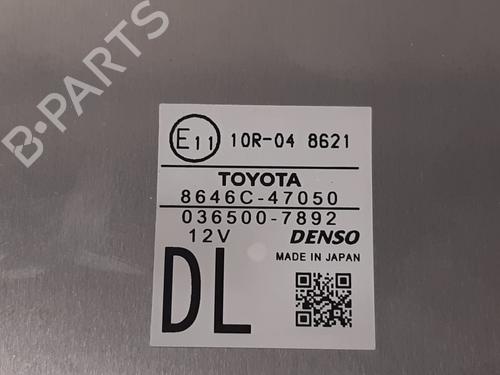 B-PARTS
E11 10R-04 8621
TOYOTA
8646C-47050
036500-7892
12V DENSO
MADE IN JAPAN
DL